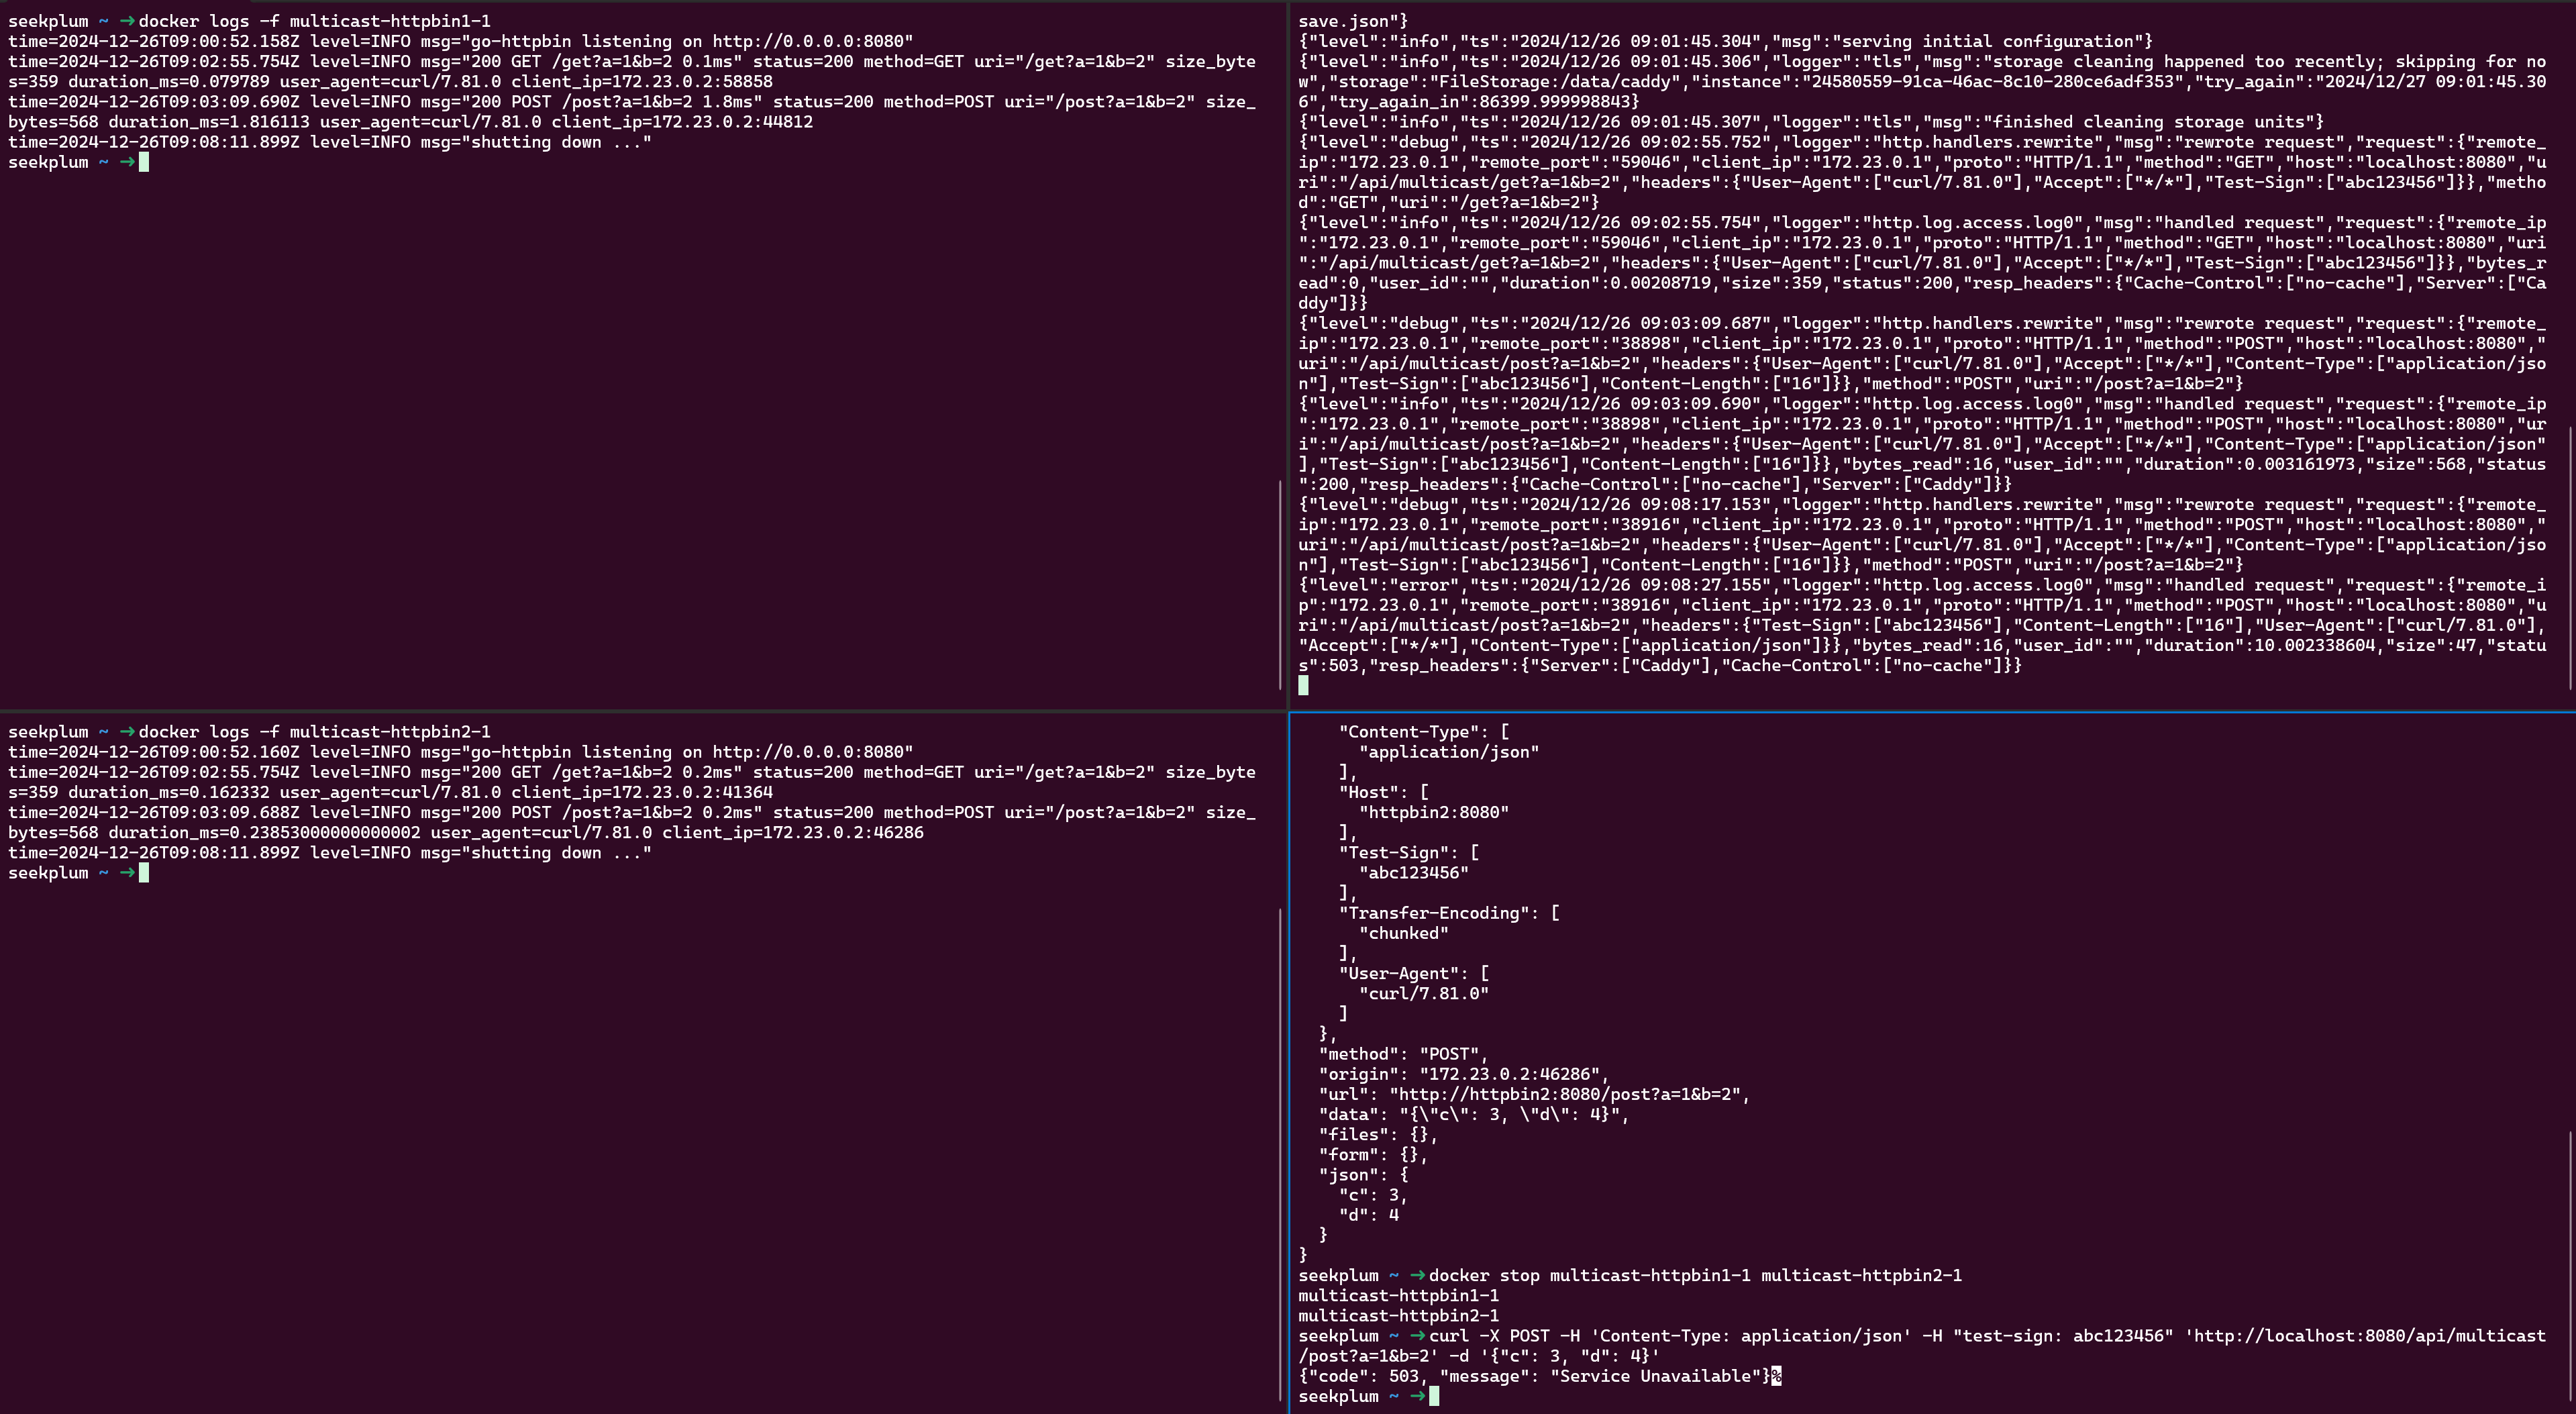 seekplum ~ →docker logs -f multicast-httpbin1-1
time=2024-12-26T09:00:52.158Z level=INFO msg="go-httpbin listening on http://0.0.0.0:8080"
time=2024-12-26T09:02:55.754Z level=INFO msg="200 GET /get?a=1&b=2 0.1ms" status=200 method=GET uri="/get?a=1&b=2" size_byte
s=359 duration_ms=0.079789 user_agent=curl/7.81.0 client_ip=172.23.0.2:58858
time=2024-12-26T09:03:09.690Z level=INFO msg="200 POST /post?a=1&b=2 1.8ms" status=200 method=POST uri="/post?a=1&b=2" size_
bytes=568 duration_ms=1.816113 user_agent=curl/7.81.0 client_ip=172.23.0.2:44812
time=2024-12-26T09:08:11.899Z level=INFO msg="shutting down ..."
seekplum ~ →
save.json"}
{"level":"info","ts":"2024/12/26 09:01:45.304","msg":"serving initial configuration"}
{"level":"info","ts":"2024/12/26 09:01:45.306","logger":"tls","msg":"storage cleaning happened too recently; skipping for no
w","storage":"FileStorage:/data/caddy","instance":"24580559-91ca-46ac-8c10-280ce6adf353","try_again":"2024/12/27 09:01:45.30
6","try_again_in":86399.999998843}
{"level":"info","ts":"2024/12/26 09:01:45.307","logger":"tls","msg":"finished cleaning storage units"}
{"level":"debug","ts":"2024/12/26 09:02:55.752","logger":"http.handlers.rewrite","msg":"rewrote request","request":{"remote_
ip":"172.23.0.1","remote_port":"59046","client_ip":"172.23.0.1","proto":"HTTP/1.1","method":"GET","host":"localhost:8080","u
ri":"/api/multicast/get?a=1&b=2","headers":{"User-Agent":["curl/7.81.0"],"Accept":["*/*"],"Test-Sign":["abc123456"]}},"metho
d":"GET","uri":"/get?a=1&b=2"}
{"level":"info","ts":"2024/12/26 09:02:55.754","logger":"http.log.access.log0","msg":"handled request","request":{"remote_ip
":"172.23.0.1","remote_port":"59046","client_ip":"172.23.0.1","proto":"HTTP/1.1","method":"GET","host":"localhost:8080","uri
":"/api/multicast/get?a=1&b=2","headers":{"User-Agent":["curl/7.81.0"],"Accept":["*/*"],"Test-Sign":["abc123456"]}},"bytes_r
ead":0,"user_id":"","duration":0.00208719,"size":359,"status":200,"resp_headers":{"Cache-Control":["no-cache"],"Server":["Ca
ddy"]}}
{"level":"debug","ts":"2024/12/26 09:03:09.687","logger":"http.handlers.rewrite","msg":"rewrote request","request":{"remote_
ip":"172.23.0.1","remote_port":"38898","client_ip":"172.23.0.1","proto":"HTTP/1.1","method":"POST","host":"localhost:8080","
uri":"/api/multicast/post?a=1&b=2","headers":{"User-Agent":["curl/7.81.0"],"Accept":["*/*"],"Content-Type":["application/jso
n"],"Test-Sign":["abc123456"],"Content-Length":["16"]}},"method":"POST","uri":"/post?a=1&b=2"}
{"level":"info","ts":"2024/12/26 09:03:09.690","logger":"http.log.access.log0","msg":"handled request","request":{"remote_ip
":"172.23.0.1","remote_port":"38898","client_ip":"172.23.0.1","proto":"HTTP/1.1","method":"POST","host":"localhost:8080","ur
i":"/api/multicast/post?a=1&b=2","headers":{"User-Agent":["curl/7.81.0"],"Accept":["*/*"],"Content-Type":["application/json"
],"Test-Sign":["abc123456"],"Content-Length":["16"]}},"bytes_read":16,"user_id":"","duration":0.003161973,"size":568,"status
":200,"resp_headers":{"Cache-Control":["no-cache"],"Server":["Caddy"]}}
{"level":"debug","ts":"2024/12/26 09:08:17.153","logger":"http.handlers.rewrite","msg":"rewrote request","request":{"remote_
ip":"172.23.0.1","remote_port":"38916","client_ip":"172.23.0.1","proto":"HTTP/1.1","method":"POST","host":"localhost:8080","
uri":"/api/multicast/post?a=1&b=2","headers":{"User-Agent":["curl/7.81.0"],"Accept":["*/*"],"Content-Type":["application/jso
n"],"Test-Sign":["abc123456"],"Content-Length":["16"]}},"method":"POST","uri":"/post?a=1&b=2"}
{"level":"error","ts":"2024/12/26 09:08:27.155","logger":"http.log.access.log0","msg":"handled request","request":{"remote_i
p":"172.23.0.1","remote_port":"38916","client_ip":"172.23.0.1","proto":"HTTP/1.1","method":"POST","host":"localhost:8080","u
ri":"/api/multicast/post?a=1&b=2","headers":{"Test-Sign":["abc123456"],"Content-Length":["16"],"User-Agent":["curl/7.81.0"],
"Accept":["*/*"],"Content-Type":["application/json"]}},"bytes_read":16,"user_id":"","duration":10.002338604,"size":47,"statu
s":503,"resp_headers":{"Server":["Caddy"],"Cache-Control":["no-cache"]}}
seekplum ~ →docker logs -f multicast-httpbin2-1
time=2024-12-26T09:00:52.160Z level=INFO msg="go-httpbin listening on http://0.0.0.0:8080"
time=2024-12-26T09:02:55.754Z level=INFO msg="200 GET /get?a=1&b=2 0.2ms" status=200 method=GET uri="/get?a=1&b=2" size_byte
s=359 duration_ms=0.162332 user_agent=curl/7.81.0 client_ip=172.23.0.2:41364
time=2024-12-26T09:03:09.688Z level=INFO msg="200 POST /post?a=1&b=2 0.2ms" status=200 method=POST uri="/post?a=1&b=2" size_
bytes=568 duration_ms=0.23853000000000002 user_agent=curl/7.81.0 client_ip=172.23.0.2:46286
time=2024-12-26T09:08:11.899Z level=INFO msg="shutting down ..."
seekplum ~ →
"Content-Type": [
"application/json"
],
"Host": [
"httpbin2:8080"
],
"Test-Sign": [
"abc123456"
],
"Transfer-Encoding": [
"chunked"
],
"User-Agent": [
"curl/7.81.0"
]
},
"method": "POST",
"origin": "172.23.0.2:46286",
"url": "http://httpbin2:8080/post?a=1&b=2",
"data": "{\"c\": 3, \"d\": 4}",
"files": {},
"form": {},
"json": {
"c": 3,
"d": 4
}
}
seekplum ~ →docker stop multicast-httpbin1-1 multicast-httpbin2-1
multicast-httpbin1-1
multicast-httpbin2-1
seekplum ~ →curl -X POST -H 'Content-Type: application/json' -H "test-sign: abc123456" 'http://localhost:8080/api/multicast
/post?a=1&b=2' -d '{"c": 3, "d": 4}'
{"code": 503, "message": "Service Unavailable"}%
seekplum ~ →